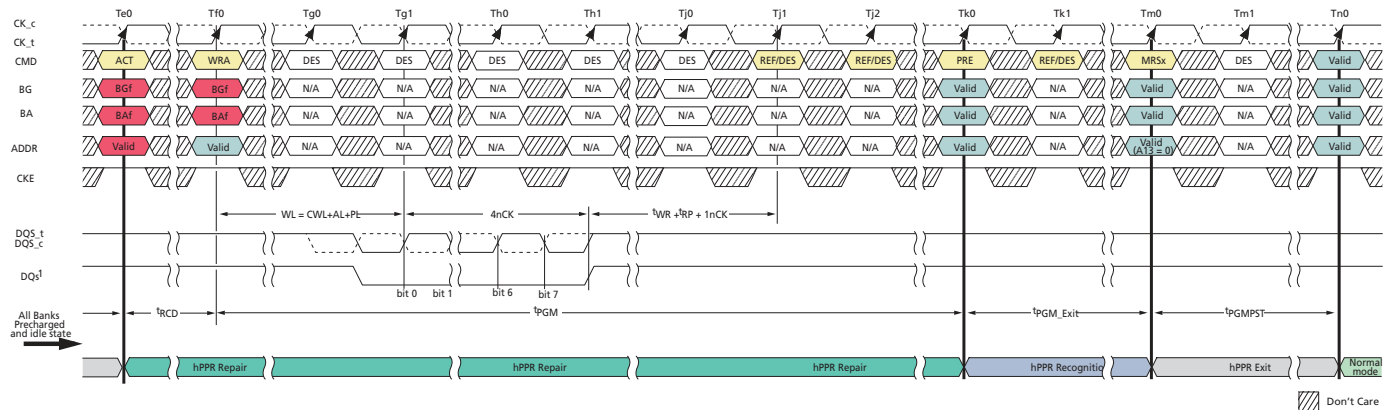 Te0 Tf0 Tg0 Tg1 Th0 Th1 Tj0 Tj1 Tj2 Tk0 Tk1 Tm0 Tm1 Tn0
CK_c
CK_t
CMD ACT WRA DES DES DES DES DES REF/DES REF/DES PRE REF/DES MRSx DES Valid
BG BGf BGf N/A N/A N/A N/A N/A N/A N/A Valid N/A Valid N/A Valid
BA BAf BAf N/A N/A N/A N/A N/A N/A N/A Valid N/A Valid N/A Valid
ADDR Valid Valid N/A N/A N/A N/A N/A N/A N/A Valid N/A Valid (A13 = 0) N/A Valid
CKE
WL = CWL+AL+PL 4nCK tWR + tRP + 1nCK
DQS_t
DQS_c
DQs1
bit 0 bit 1 bit 6 bit 7
All Banks
Precharged
and idle state
tRCD tPGM tPGM_Exit tPGMPST
hPPR Repair hPPR Repair hPPR Repair hPPR Recognitio hPPR Exit Normal
mode
Don't Care